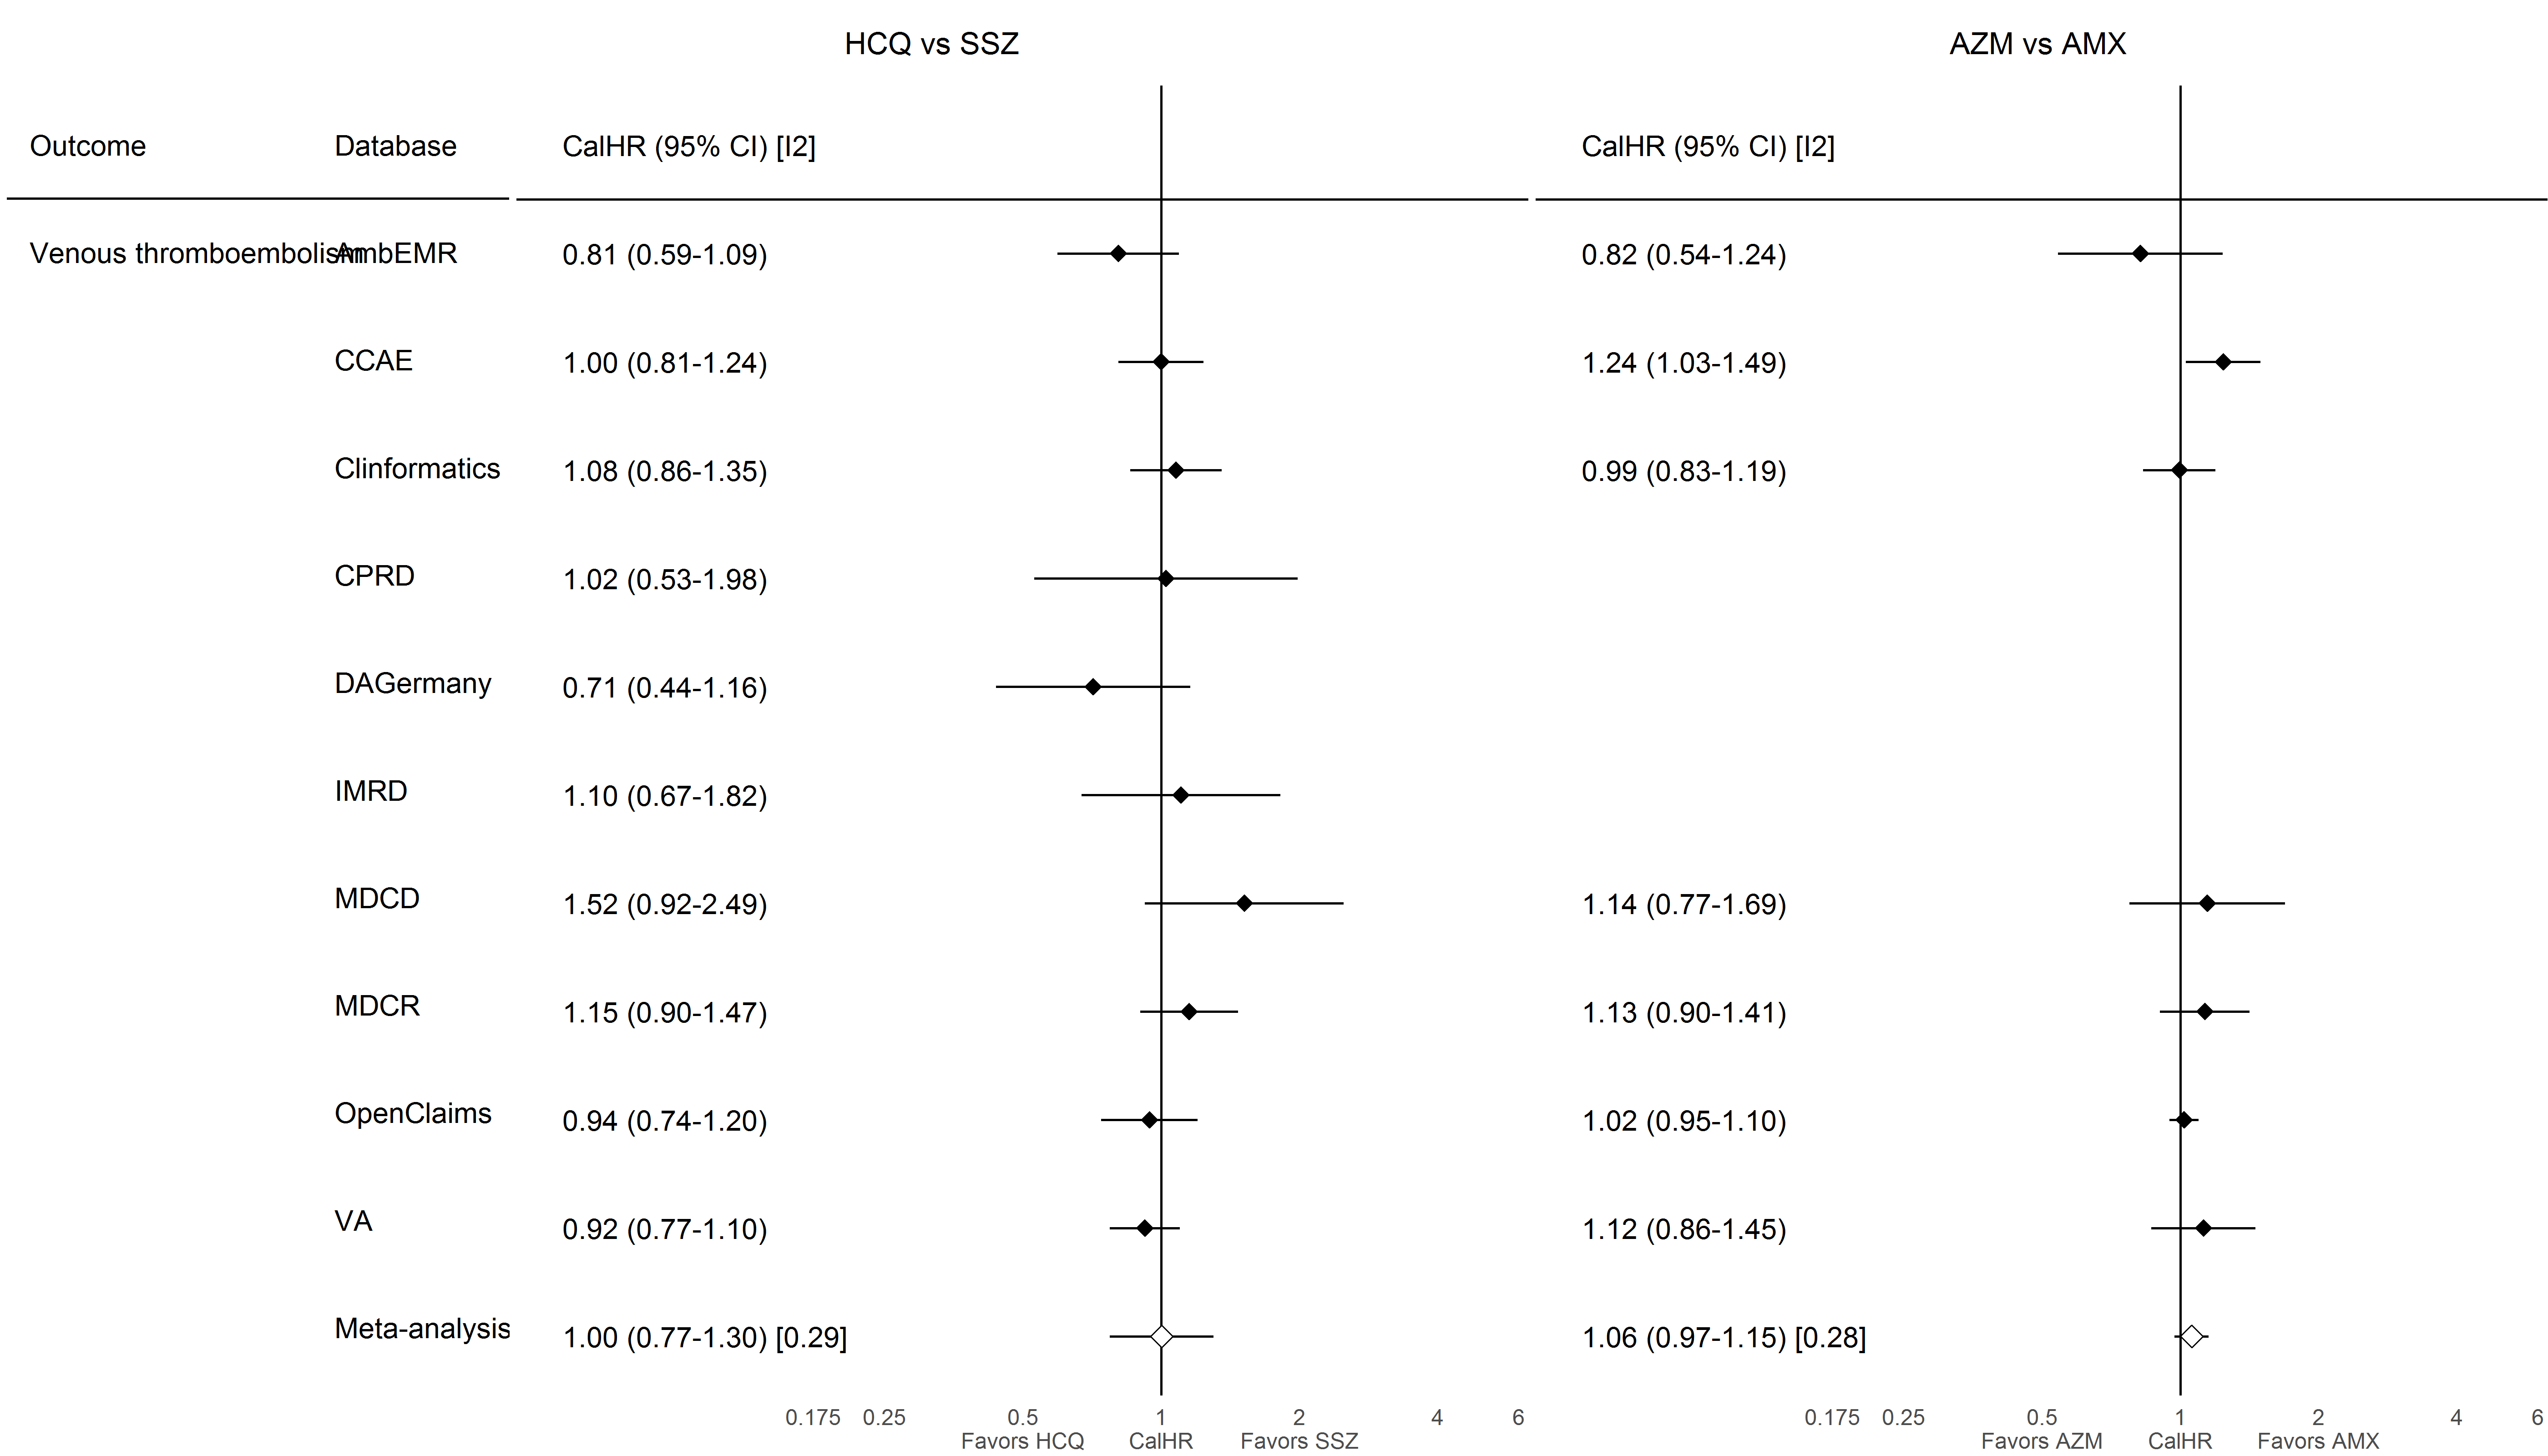 HCQ vs SSZ AZM vs AMX
Outcome Database CalHR (95% CI) [I2] CalHR (95% CI) [I2]
Venous thromboembolism AmbEMR 0.81 (0.59-1.09) 0.82 (0.54-1.24)
CCAE 1.00 (0.81-1.24) 1.24 (1.03-1.49)
Clinformatics 1.08 (0.86-1.35) 0.99 (0.83-1.19)
CPRD 1.02 (0.53-1.98)
DAGermany 0.71 (0.44-1.16)
IMRD 1.10 (0.67-1.82)
MDCD 1.52 (0.92-2.49) 1.14 (0.77-1.69)
MDCR 1.15 (0.90-1.47) 1.13 (0.90-1.41)
OpenClaims 0.94 (0.74-1.20) 1.02 (0.95-1.10)
VA 0.92 (0.77-1.10) 1.12 (0.86-1.45)
Meta-analysis 1.00 (0.77-1.30) [0.29] 1.06 (0.97-1.15) [0.28]
0.175 0.25 0.5 1 2 4 6 0.175 0.25 0.5 1 2 4 6
Favors HCQ CalHR Favors SSZ Favors AZM CalHR Favors AMX